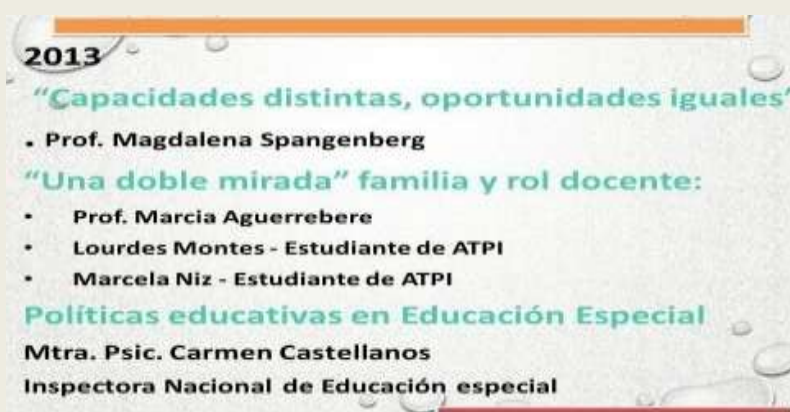 2013
“Capacidades distintas, oportunidades iguales”
. Prof. Magdalena Spangenberg
“Una doble mirada” familia y rol docente:
• Prof. Marcia Aguerrebere
• Lourdes Montes - Estudiante de ATPI
• Marcela Niz - Estudiante de ATPI
Políticas educativas en Educación Especial
Mtra. Psic. Carmen Castellanos
Inspectora Nacional de Educación especial